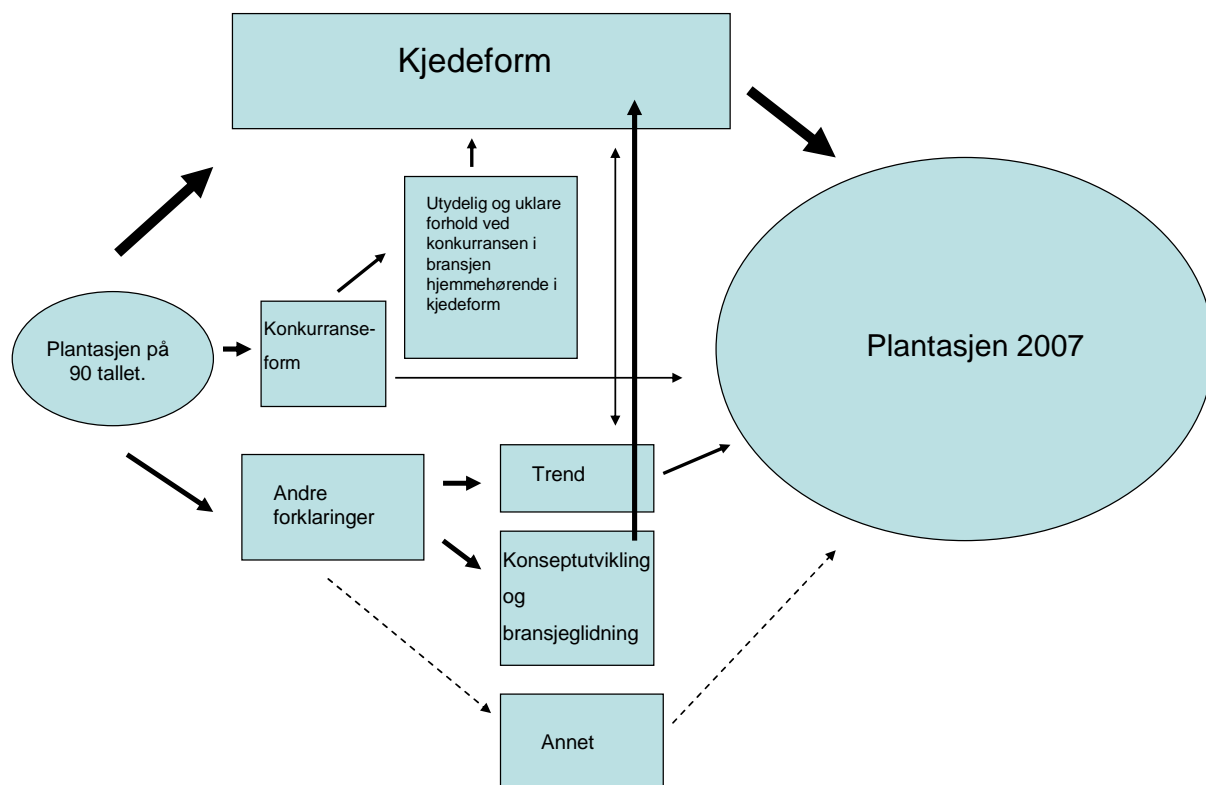 Kjedeform
Utydelig og uklare
forhold ved
konkurransen i
bransjen
hjemmehørende i
kjedeform
Konkurranse-
form
Plantasjen på
90 tallet.
Plantasjen 2007
Andre
forklaringer
Trend
Konseptutvikling
og
bransjeglidning
Annet